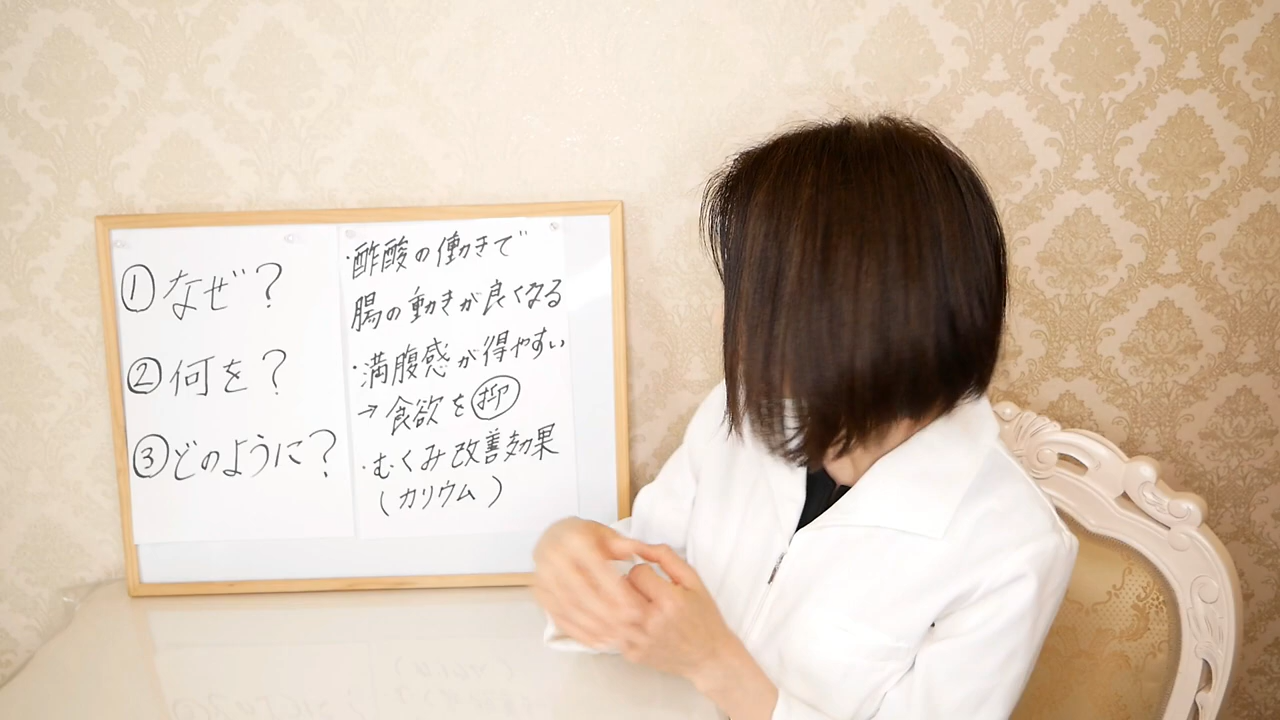 ①なぜ?
②何を?
③どのように?
・酢酸の働きで
腸の動きが良くなる
・満腹感が得やすい
→食欲を抑
・むくみ改善効果
(カリウム)